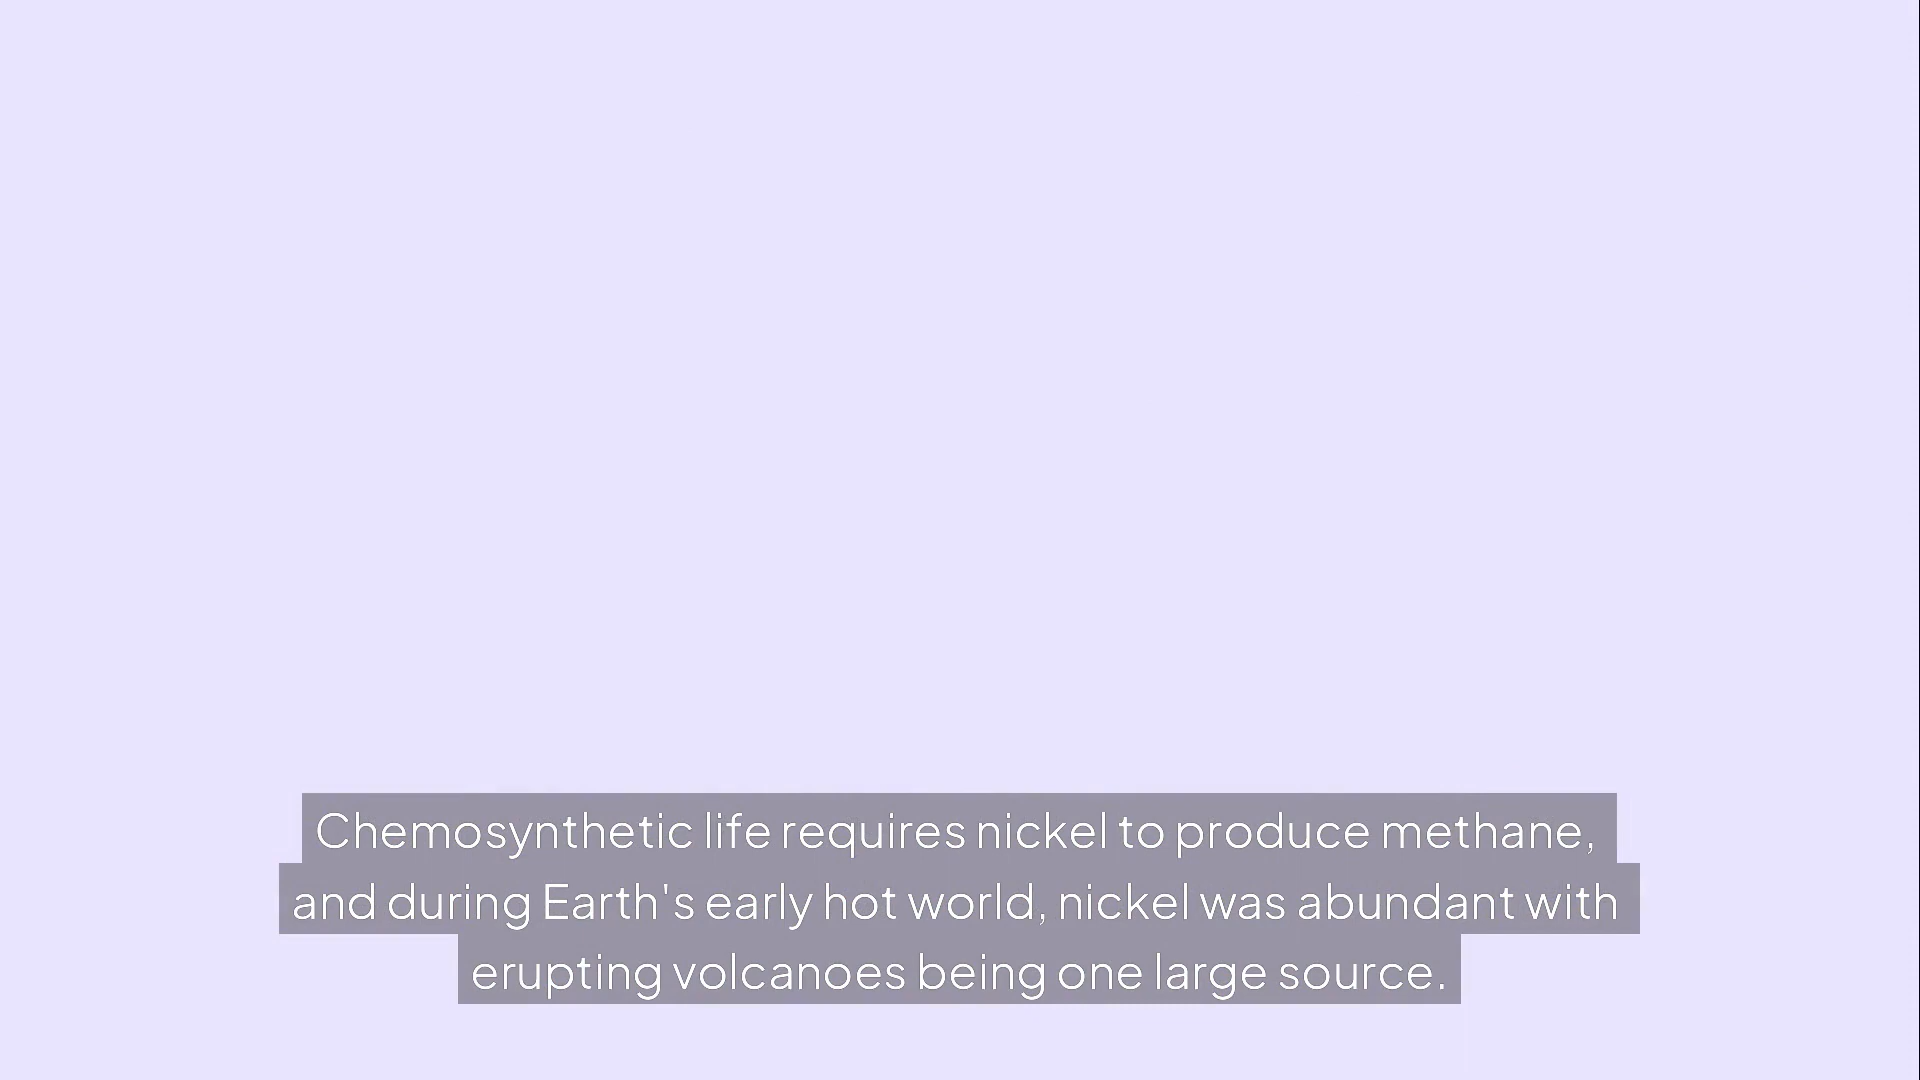 Chemosynthetic life requires nickel to produce methane,
and during Earth's early hot world, nickel was abundant with
erupting volcanoes being one large source.